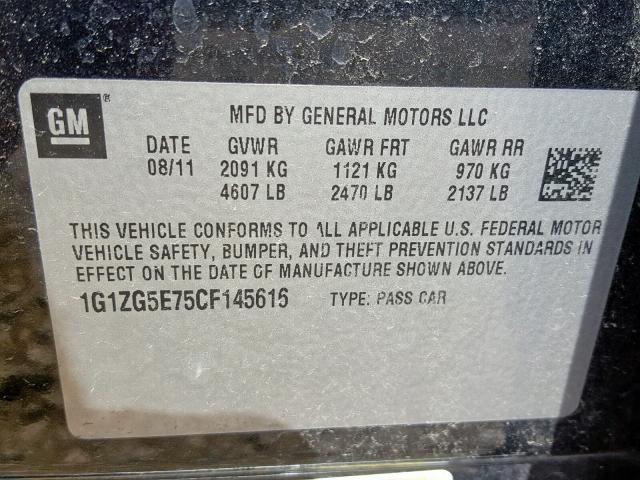 GM
MFD BY GENERAL MOTORS LLC
DATE GVWR GAWR FRT GAWR RR
08/11 2091 KG 1121 KG 970 KG
4607 LB 2470 LB 2137 LB
THIS VEHICLE CONFORMS TO ALL APPLICABLE U.S. FEDERAL MOTOR
VEHICLE SAFETY, BUMPER, AND THEFT PREVENTION STANDARDS IN
EFFECT ON THE DATE OF MANUFACTURE SHOWN ABOVE.
1G1ZG5E75CF145616 TYPE: PASS CAR